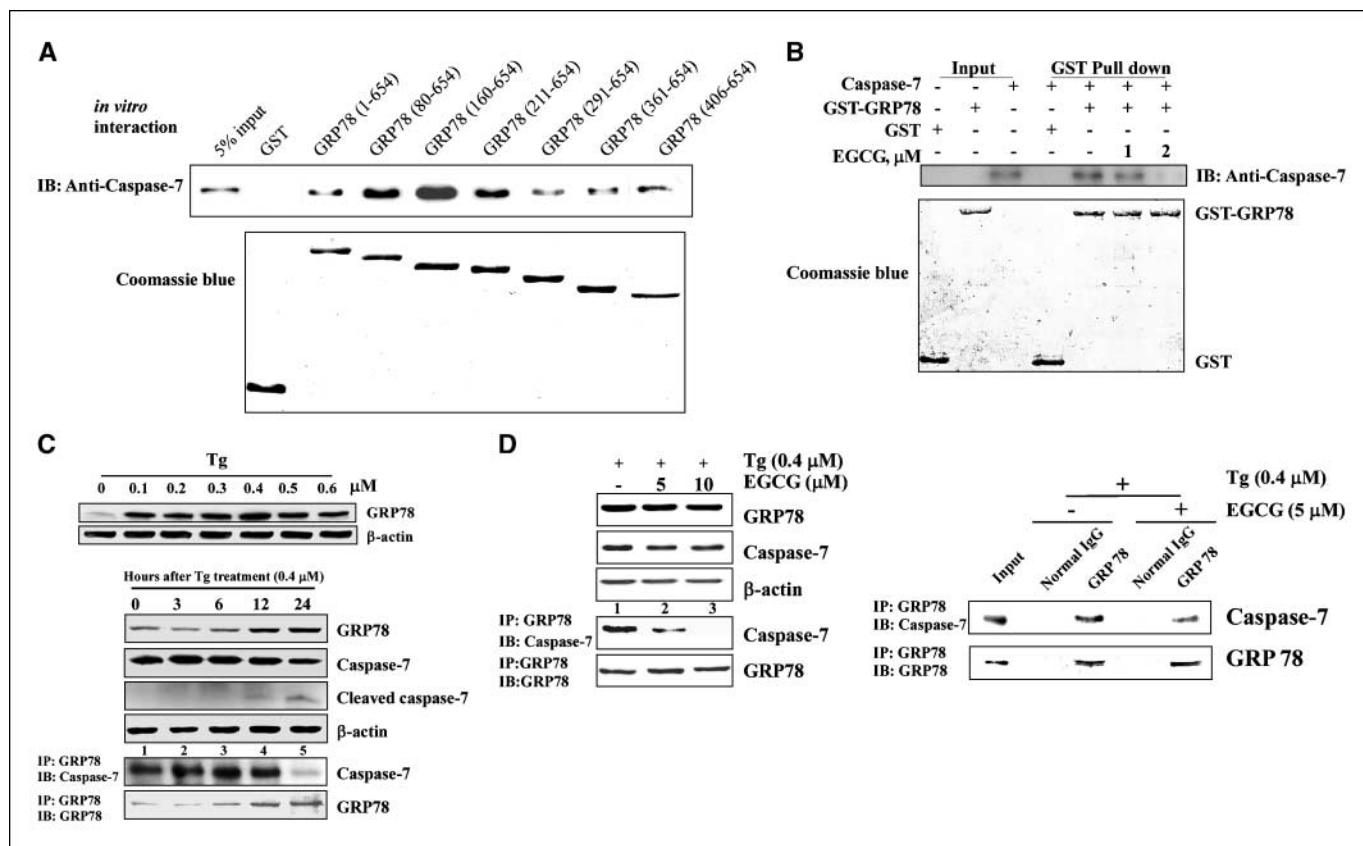 A
in vitro
interaction
5% input
GST
GRP78 (1-654)
GRP78 (80-654)
GRP78 (160-654)
GRP78 (211-654)
GRP78 (291-654)
GRP78 (361-654)
GRP78 (406-654)
IB: Anti-Caspase-7
Coomassie blue
B
Input GST Pull down
Caspase-7 - - + + + + +
GST-GRP78 - + - - + + +
GST + - - + - - -
EGCG, μM - - - - - 1 2
IB: Anti-Caspase-7
GST-GRP78
Coomassie blue
GST
C
Tg
0 0.1 0.2 0.3 0.4 0.5 0.6 μM
GRP78
β-actin
Hours after Tg treatment (0.4 μM)
0 3 6 12 24
GRP78
Caspase-7
Cleaved caspase-7
β-actin
1 2 3 4 5
IP: GRP78
IB: Caspase-7
Caspase-7
IP: GRP78
IB: GRP78
GRP78
D
+ + + Tg (0.4 μM)
- 5 10 EGCG (μM)
GRP78
Caspase-7
β-actin
1 2 3
IP: GRP78
IB: Caspase-7
Caspase-7
IP:GRP78
IB:GRP78
GRP78
+ Tg (0.4 μM)
- + EGCG (5 μM)
Input
Normal IgG
GRP 78
Normal IgG
GRP 78
IP: GRP78
IB: Caspase-7
Caspase-7
IP: GRP78
IB: GRP78
GRP 78